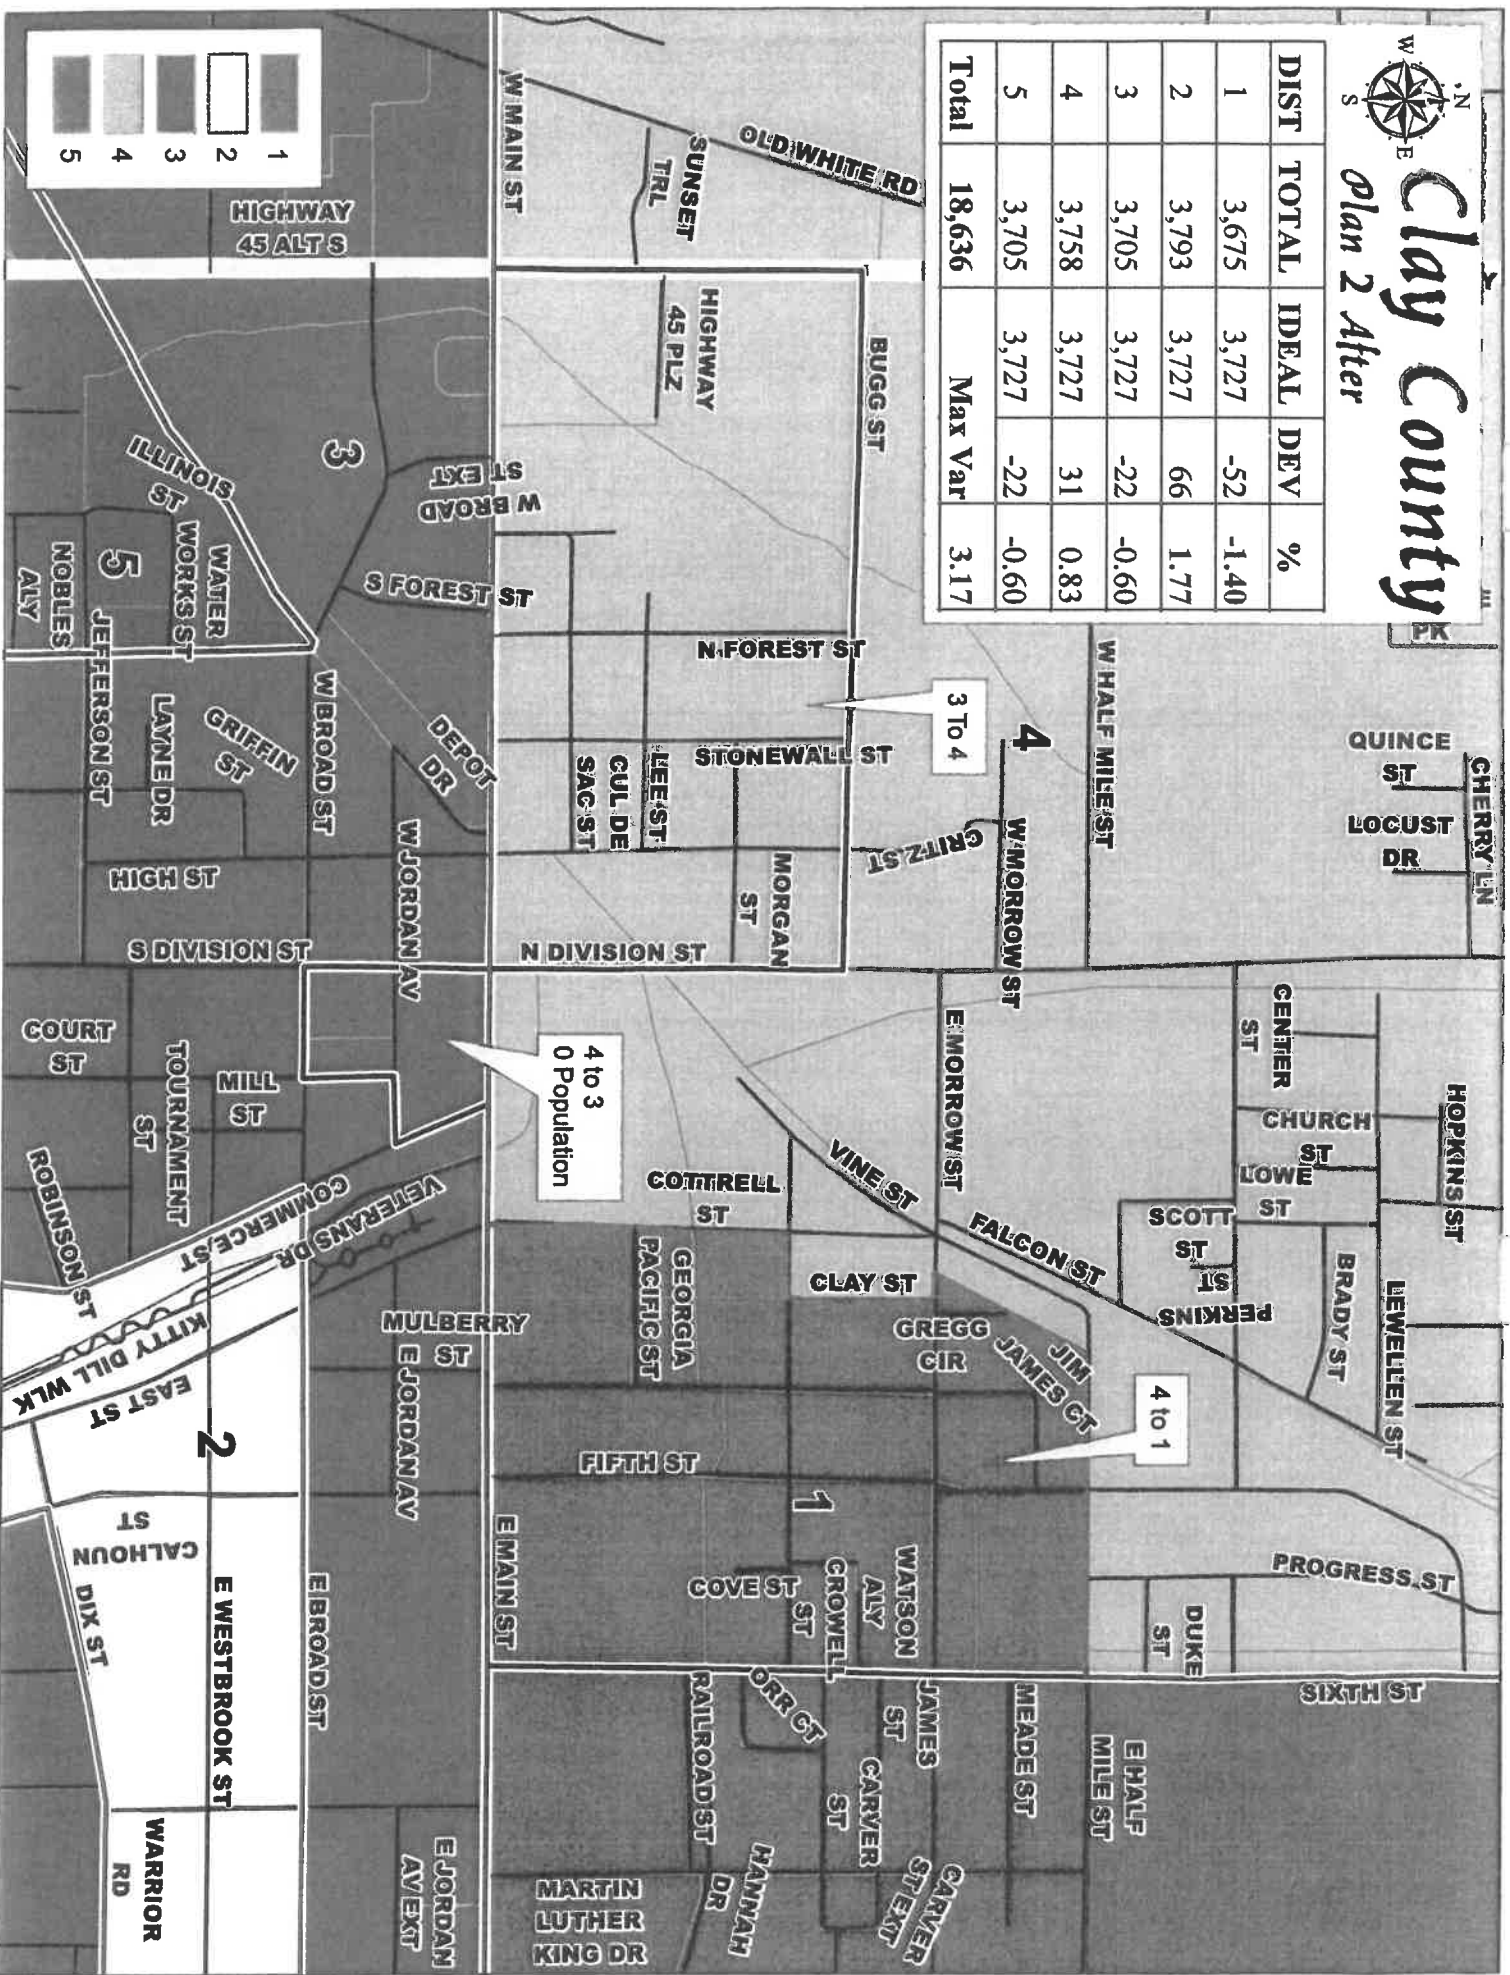 Clay County
Plan 2 After
N
W
E
S
DIST TOTAL IDEAL DEV %
1 3,675 3,727 -52 -1.40
2 3,793 3,727 66 1.77
3 3,705 3,727 -22 -0.60
4 3,758 3,727 31 0.83
5 3,705 3,727 -22 -0.60
Total 18,636 Max Var 3.17
1
2
3
4
5
PK
QUINCE
ST
CHERRY LN
LOCUST
DR
W HALF MILE ST
4
W MORROW ST
CRITZ ST
3 To 4
OLD WHITE RD
SUNSET
TRL
W MAIN ST
HIGHWAY
45 ALT S
HIGHWAY
45 PLZ
BUGG ST
N FOREST ST
STONEWALL ST
LEE ST
CUL DE
SAC ST
MORGAN
ST
N DIVISION ST
W BROAD
ST EXT
S FOREST ST
3
ILLINOIS
ST
WATER
WORKS ST
5
NOBLES
ALY
JEFFERSON ST
LAYNE DR
GRIFFIN
ST
W BROAD ST
DEPOT
DR
W JORDAN AV
HIGH ST
S DIVISION ST
COURT
ST
TOURNAMENT
ST
MILL
ST
ROBINSON ST
COMMERCE ST
VETERANS DR
KITTY DILL WLK
EAST ST
4 to 3
0 Population
CENTER
ST
HOPKINS ST
CHURCH
ST
LOWE
ST
SCOTT
ST
PERKINS
ST
BRADY ST
LEWELLEN ST
E MORROW ST
VINE ST
FALCON ST
COTTRELL
ST
CLAY ST
GEORGIA
PACIFIC ST
GREGG
CIR
JIM
JAMES CT
4 to 1
MULBERRY
ST
E JORDAN AV
FIFTH ST
1
2
CALHOUN
ST
DIX ST
E WESTBROOK ST
E BROAD ST
E MAIN ST
COVE ST
CROWELL
ST
WATSON
ALY
PROGRESS ST
DUKE
ST
SIXTH ST
ORR CT
RAILROAD ST
JAMES
ST
CARVER
ST
MEADE ST
E HALF
MILE ST
CARVER
ST EXT
HANNAH
DR
MARTIN
LUTHER
KING DR
E JORDAN
AV EXT
WARRIOR
RD